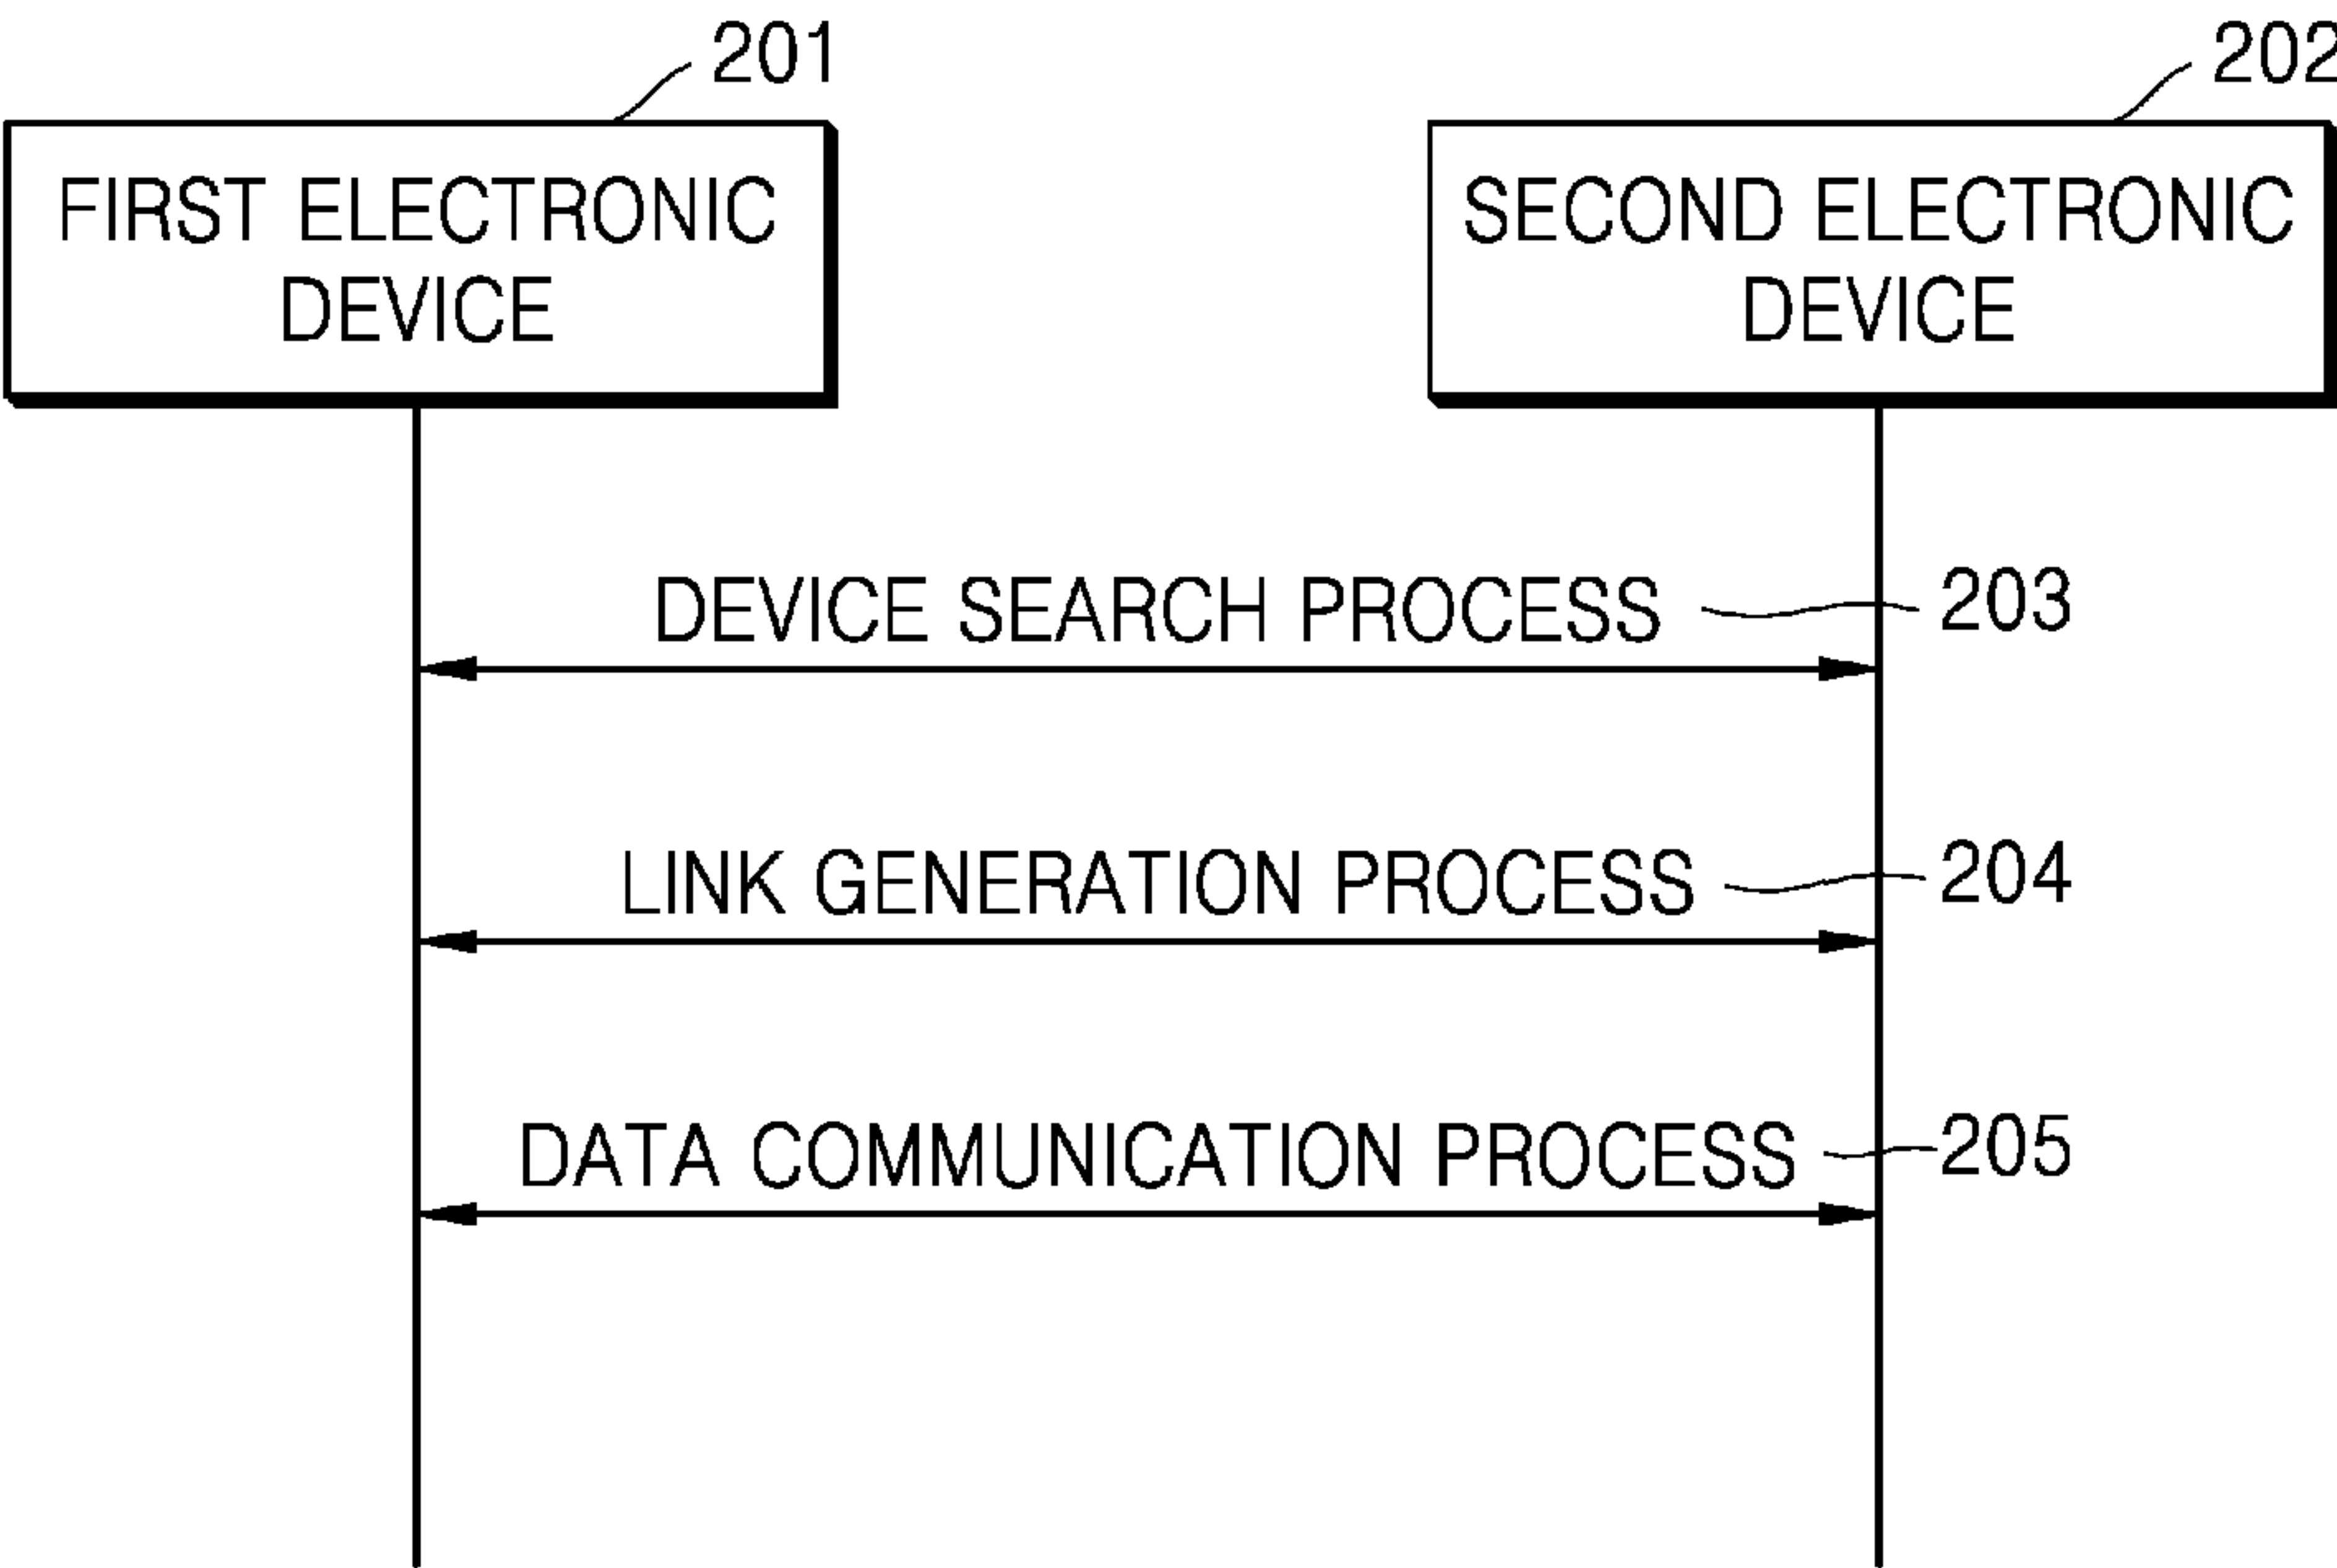 201
202
FIRST ELECTRONIC
DEVICE
SECOND ELECTRONIC
DEVICE
DEVICE SEARCH PROCESS
203
LINK GENERATION PROCESS
204
DATA COMMUNICATION PROCESS
205